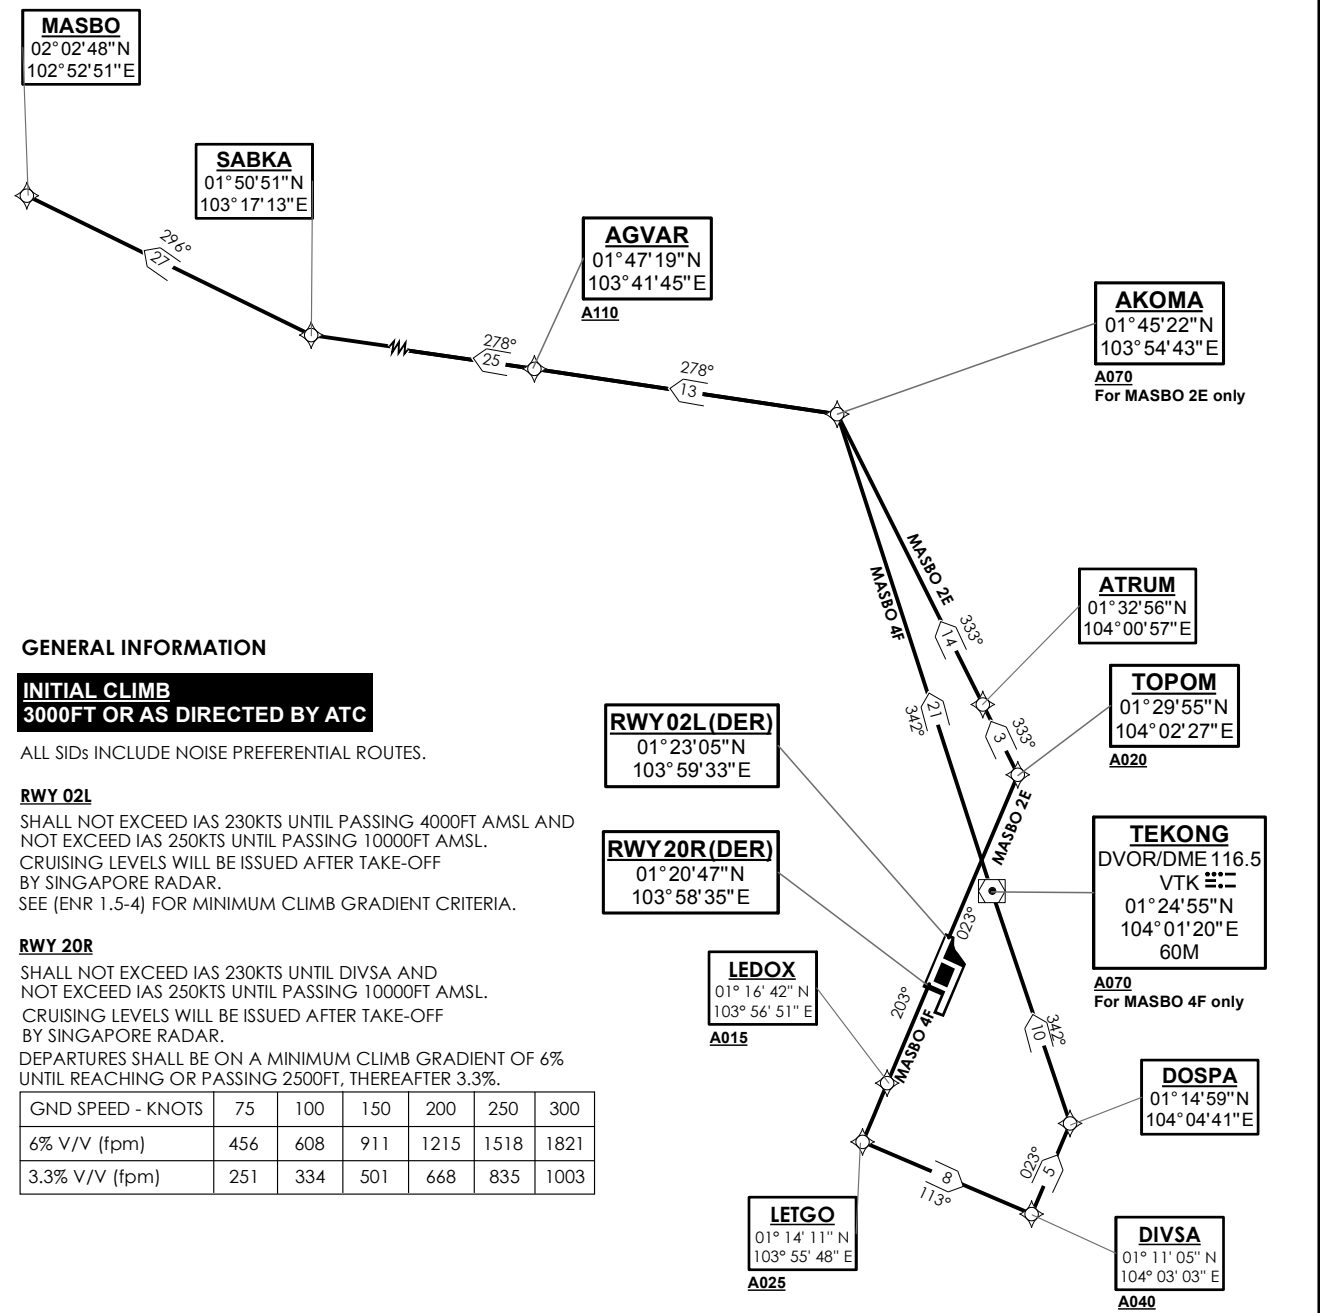 MASBO
02°02'48"N
102°52'51"E
SABKA
01°50'51"N
103°17'13"E
AGVAR
01°47'19"N
103°41'45"E
A110
AKOMA
01°45'22"N
103°54'43"E
A070
For MASBO 2E only
296°
27
278°
25
278°
13
MASBO 2E
MASBO 4F
333°
14
ATRUM
01°32'56"N
104°00'57"E
TOPOM
01°29'55"N
104°02'27"E
A020
21
342°
333°
3
MASBO 2E
GENERAL INFORMATION
INITIAL CLIMB
3000FT OR AS DIRECTED BY ATC
ALL SIDs INCLUDE NOISE PREFERENTIAL ROUTES.
RWY 02L
SHALL NOT EXCEED IAS 230KTS UNTIL PASSING 4000FT AMSL AND
NOT EXCEED IAS 250KTS UNTIL PASSING 10000FT AMSL.
CRUISING LEVELS WILL BE ISSUED AFTER TAKE-OFF
BY SINGAPORE RADAR.
SEE (ENR 1.5-4) FOR MINIMUM CLIMB GRADIENT CRITERIA.
RWY 20R
SHALL NOT EXCEED IAS 230KTS UNTIL DIVSA AND
NOT EXCEED IAS 250KTS UNTIL PASSING 10000FT AMSL.
CRUISING LEVELS WILL BE ISSUED AFTER TAKE-OFF
BY SINGAPORE RADAR.
DEPARTURES SHALL BE ON A MINIMUM CLIMB GRADIENT OF 6%
UNTIL REACHING OR PASSING 2500FT, THEREAFTER 3.3%.
GND SPEED - KNOTS 75 100 150 200 250 300
6% V/V (fpm) 456 608 911 1215 1518 1821
3.3% V/V (fpm) 251 334 501 668 835 1003
RWY 02L(DER)
01°23'05"N
103°59'33"E
RWY 20R(DER)
01°20'47"N
103°58'35"E
TEKONG
DVOR/DME 116.5
VTK
01°24'55"N
104°01'20"E
60M
A070
For MASBO 4F only
023°
LEDOX
01° 16' 42" N
103° 56' 51" E
A015
203°
MASBO 4F
342°
10
DOSPA
01°14'59"N
104°04'41"E
023°
5
8
113°
LETGO
01° 14' 11" N
103° 55' 48" E
A025
DIVSA
01° 11' 05" N
104° 03' 03" E
A040